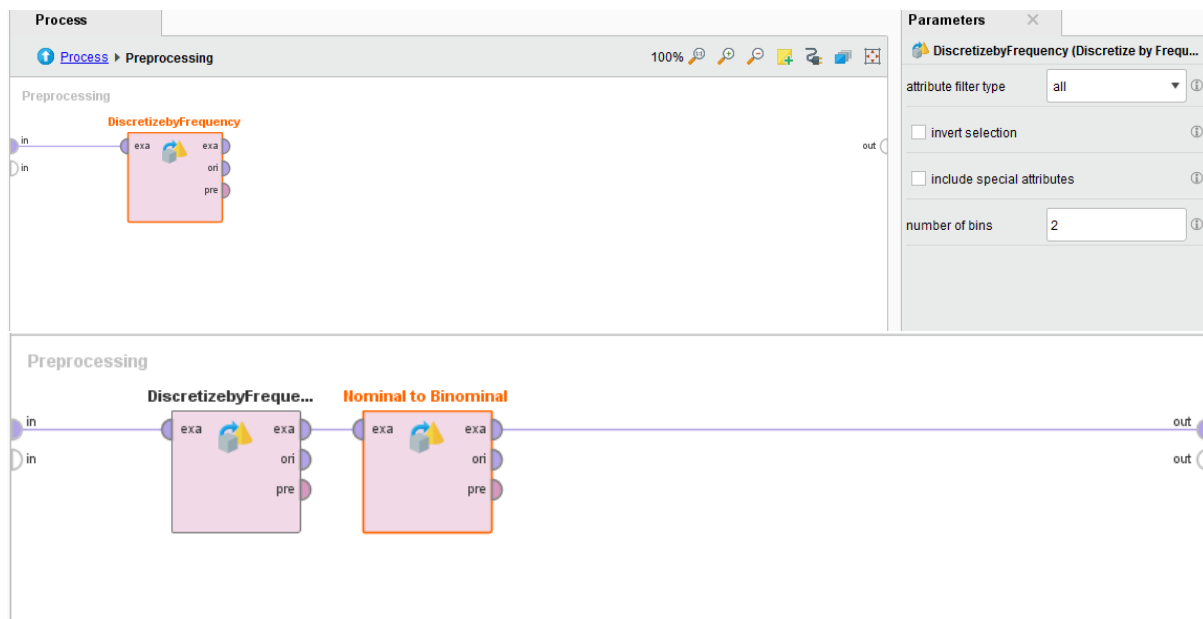 Process
Process ▸ Preprocessing
100%
Preprocessing
DiscretizebyFrequency
in
exa
exa
out
in
ori
pre
Parameters
DiscretizebyFrequency (Discretize by Frequ...
attribute filter type
all
invert selection
include special attributes
number of bins
2
Preprocessing
DiscretizebyFreque...
Nominal to Binominal
in
exa
exa
exa
exa
out
in
ori
ori
out
pre
pre